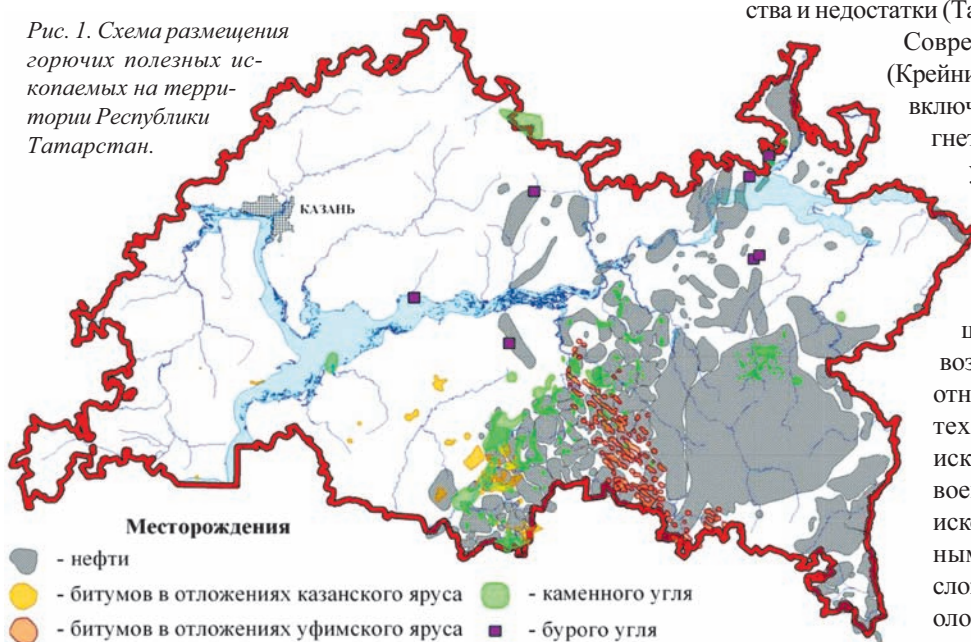 Рис. 1. Схема размещения
горючих полезных ис-
копаемых на терри-
тории Республики
Татарстан.
КАЗАНЬ
Месторождения
- нефти
- битумов в отложениях казанского яруса
- битумов в отложениях уфимского яруса
- каменного угля
- бурого угля
ства и недостатки (Та
Совре
(Крейни
включ
гнет
щ
воз
отн
тех
иск
вое
иск
ным
слох
олог